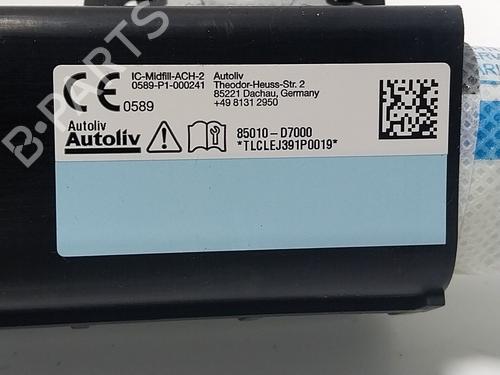 IC-Midfill-ACH-2
0589-P1-000241
CE
0589
Autoliv
Theodor-Heuss-Str. 2
85221 Dachau, Germany
+49 8131 2950
Autoliv
Autoliv
85010-D7000
*TLCLEJ391P0019*
B-PARTS